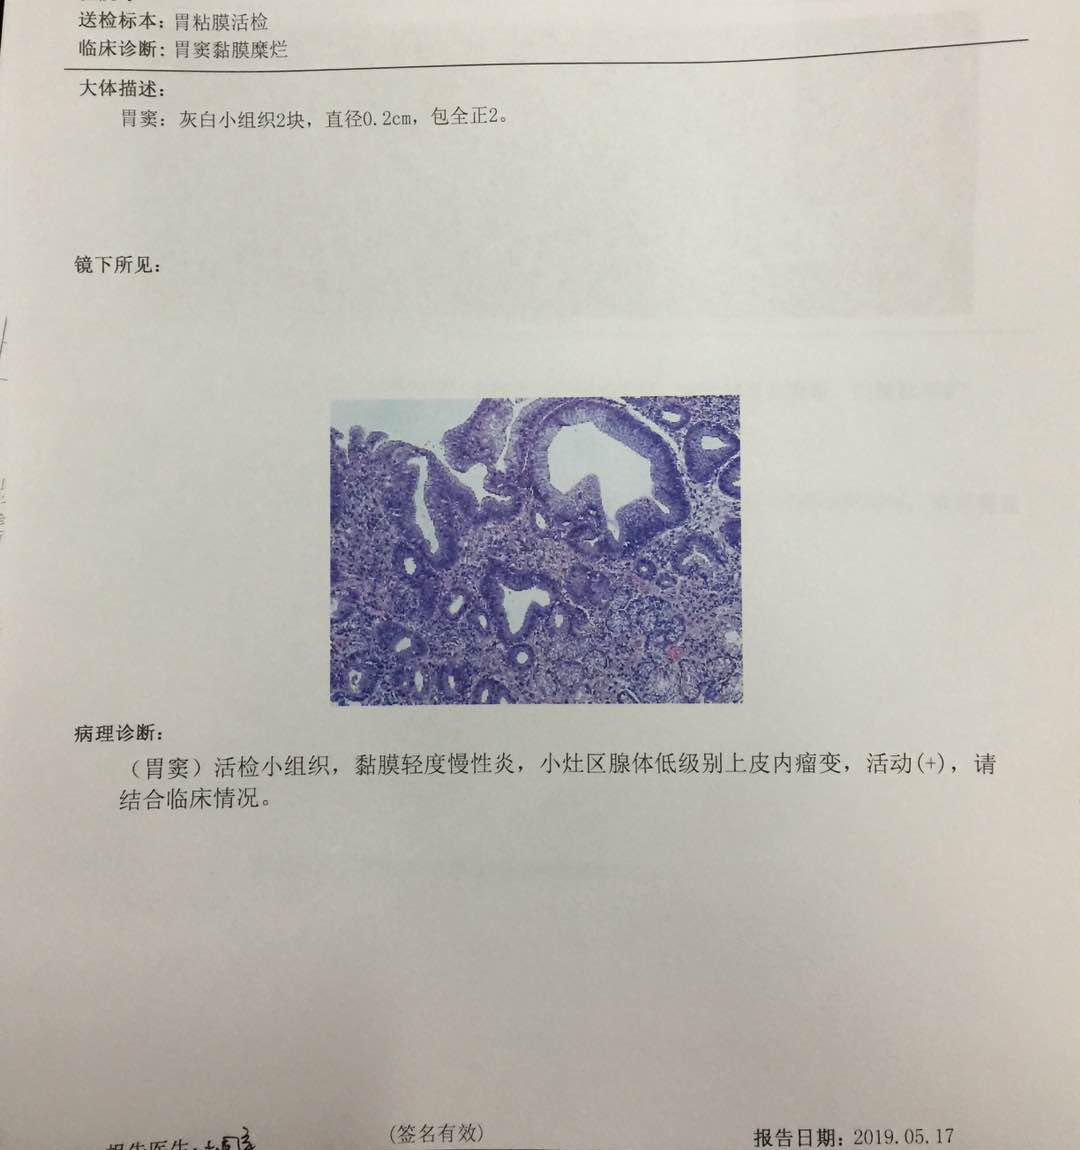 送检标本：胃粘膜活检
临床诊断：胃窦黏膜糜烂
大体描述：
胃窦：灰白小组织2块，直径0.2cm，包全正2。
镜下所见：
病理诊断：
（胃窦）活检小组织，黏膜轻度慢性炎，小灶区腺体低级别上皮内瘤变，活动(+)，请
结合临床情况。
报告医生：
(签名有效)
报告日期：2019.05.17